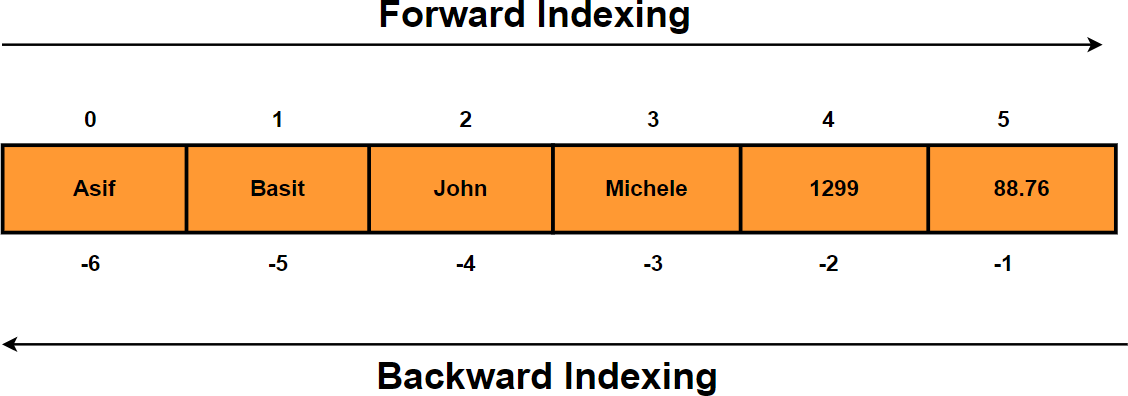 Forward Indexing
0 1 2 3 4 5
Asif Basit John Michele 1299 88.76
-6 -5 -4 -3 -2 -1
Backward Indexing